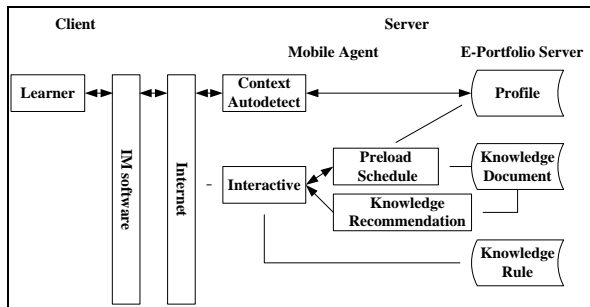 Client
Server
Mobile Agent
E-Portfolio Server
Learner
IM software
Internet
Context
Autodetect
Profile
Interactive
Preload
Schedule
Knowledge
Document
Knowledge
Recommendation
Knowledge
Rule